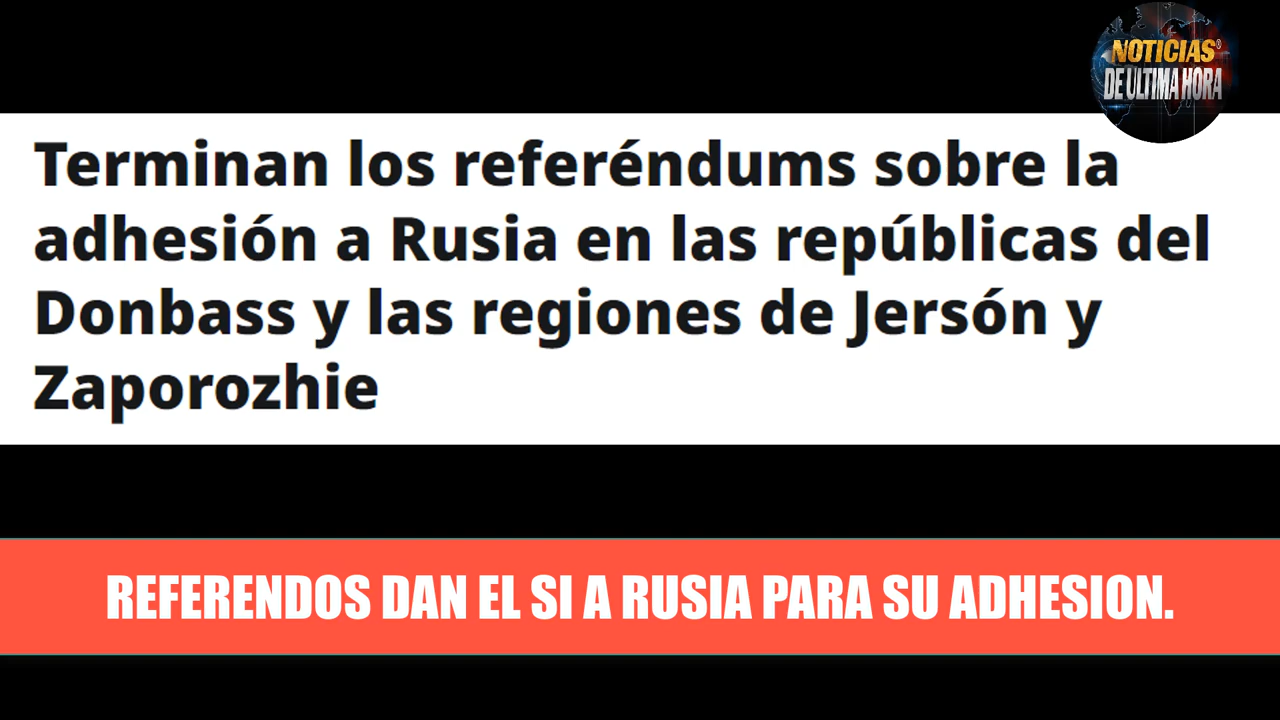 NOTICIAS®
DE ULTIMA HORA
Terminan los referéndums sobre la
adhesión a Rusia en las repúblicas del
Donbass y las regiones de Jersón y
Zaporozhie
REFERENDOS DAN EL SI A RUSIA PARA SU ADHESION.